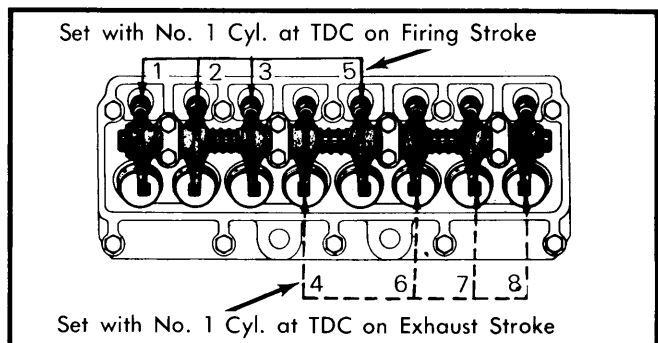 Set with No. 1 Cyl. at TDC on Firing Stroke
1 2 3 5
4 6 7 8
Set with No. 1 Cyl. at TDC on Exhaust Stroke